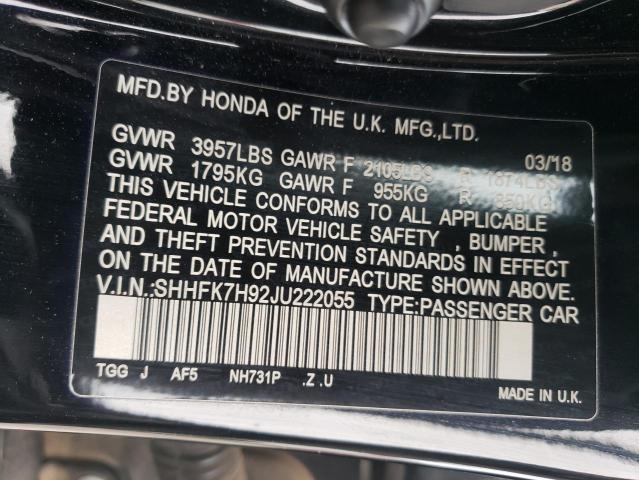 MFD.BY HONDA OF THE U.K. MFG.,LTD.
GVWR 3957LBS GAWR F 2105LBS R 1874LBS 03/18
GVWR 1795KG GAWR F 955KG R 850KG
THIS VEHICLE CONFORMS TO ALL APPLICABLE
FEDERAL MOTOR VEHICLE SAFETY , BUMPER ,
AND THEFT PREVENTION STANDARDS IN EFFECT
ON THE DATE OF MANUFACTURE SHOWN ABOVE.
V.I.N.:SHHFK7H92JU222055 TYPE:PASSENGER CAR
TGG J AF5 NH731P .Z .U
MADE IN U.K.